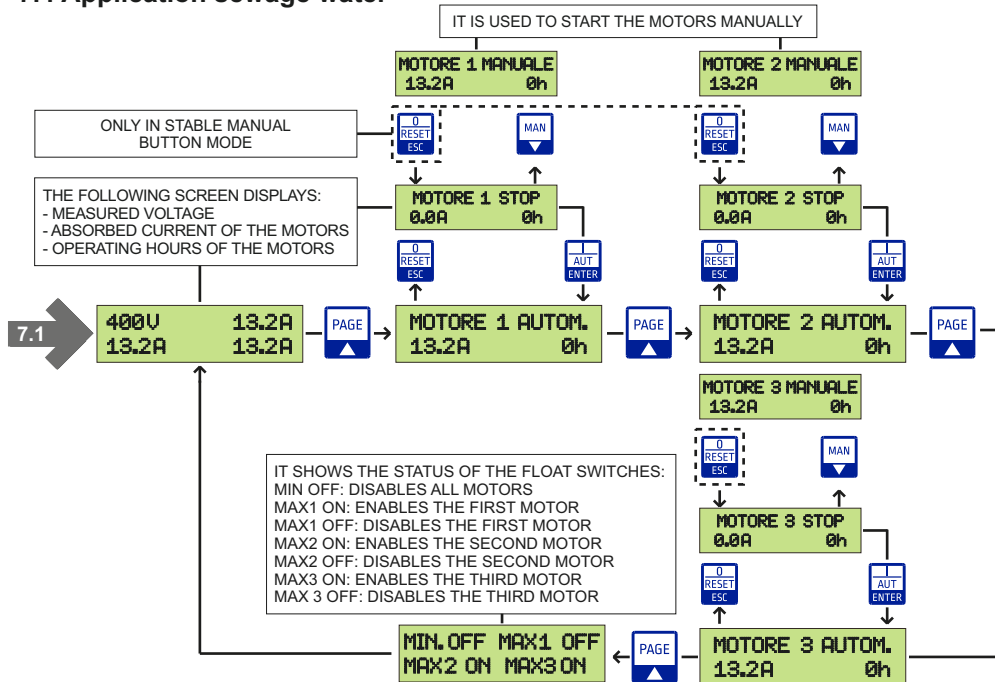 IT IS USED TO START THE MOTORS MANUALLY
MOTORE 1 MANUALE
13.2A 0h
MOTORE 2 MANUALE
13.2A 0h
ONLY IN STABLE MANUAL
BUTTON MODE
0
RESET
ESC
MAN
0
RESET
ESC
MAN
THE FOLLOWING SCREEN DISPLAYS:
- MEASURED VOLTAGE
- ABSORBED CURRENT OF THE MOTORS
- OPERATING HOURS OF THE MOTORS
MOTORE 1 STOP
0.0A 0h
MOTORE 2 STOP
0.0A 0h
0
RESET
ESC
I
AUT
ENTER
0
RESET
ESC
I
AUT
ENTER
7.1
400V 13.2A
13.2A 13.2A
PAGE
MOTORE 1 AUTOM.
13.2A 0h
PAGE
MOTORE 2 AUTOM.
13.2A 0h
PAGE
MOTORE 3 MANUALE
13.2A 0h
0
RESET
ESC
MAN
IT SHOWS THE STATUS OF THE FLOAT SWITCHES:
MIN OFF: DISABLES ALL MOTORS
MAX1 ON: ENABLES THE FIRST MOTOR
MAX1 OFF: DISABLES THE FIRST MOTOR
MAX2 ON: ENABLES THE SECOND MOTOR
MAX2 OFF: DISABLES THE SECOND MOTOR
MAX3 ON: ENABLES THE THIRD MOTOR
MAX 3 OFF: DISABLES THE THIRD MOTOR
MOTORE 3 STOP
0.0A 0h
0
RESET
ESC
I
AUT
ENTER
MIN.OFF MAX1 OFF
MAX2 ON MAX3 ON
PAGE
MOTORE 3 AUTOM.
13.2A 0h